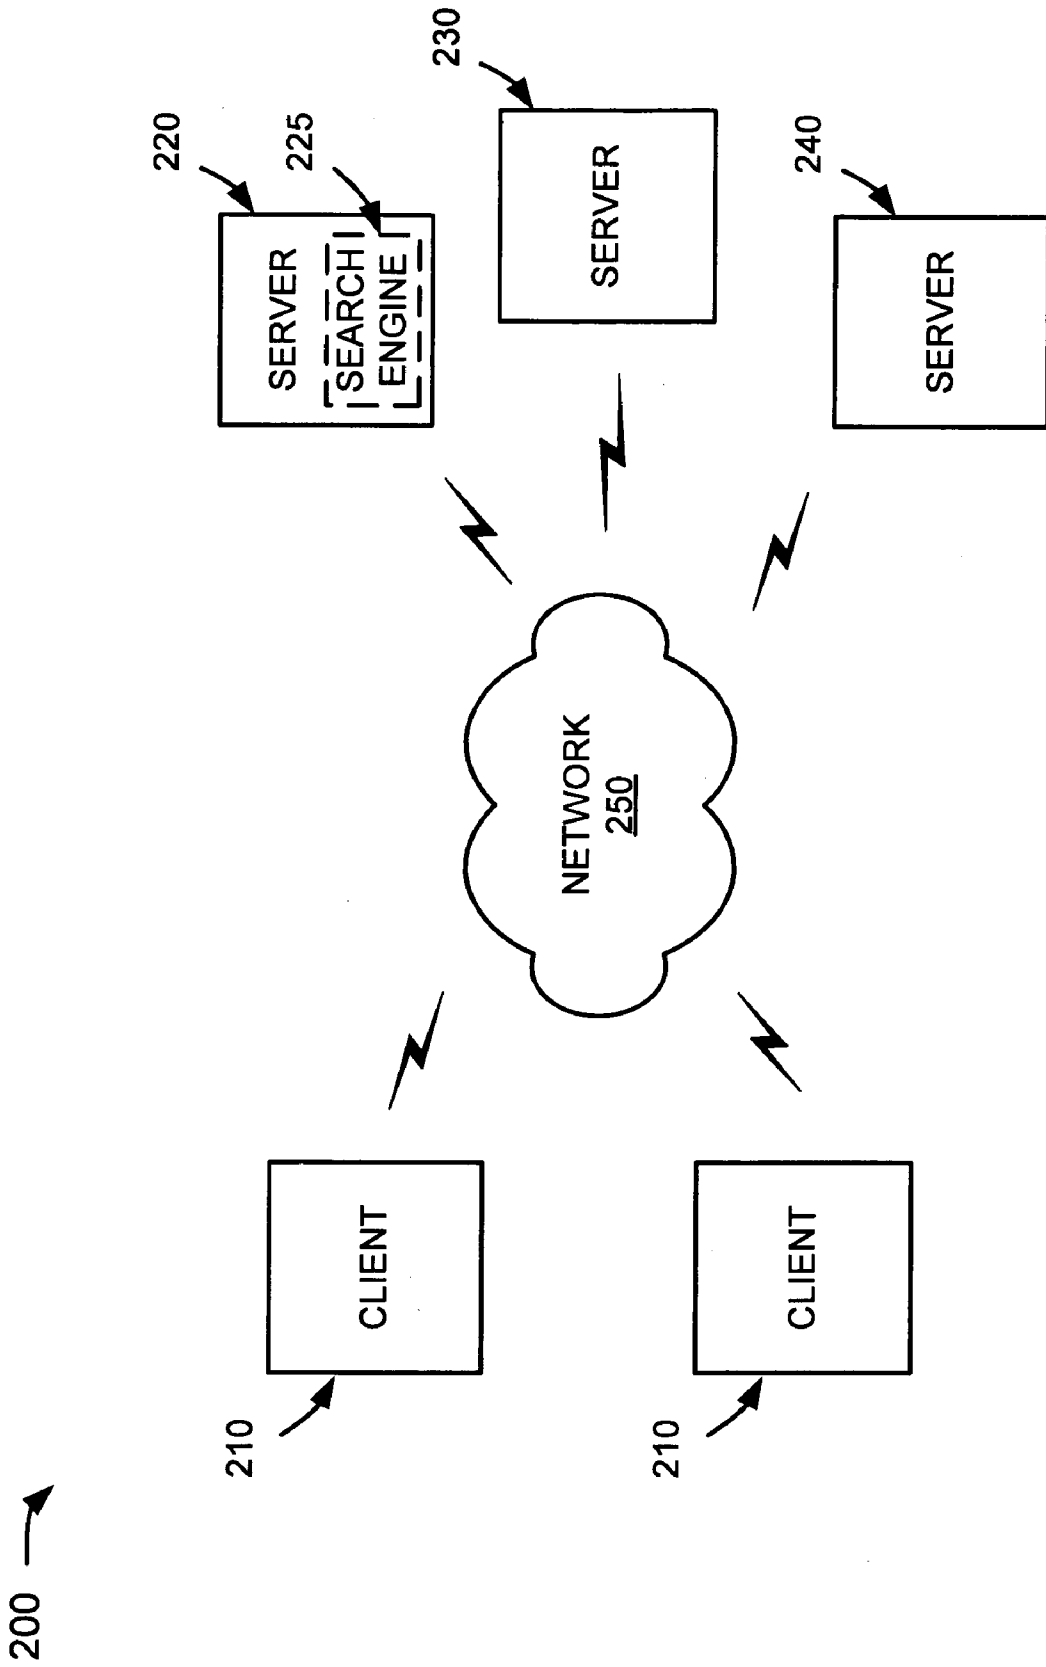 200
210
CLIENT
210
CLIENT
NETWORK
250
220
SERVER
225
SEARCH
ENGINE
230
SERVER
240
SERVER